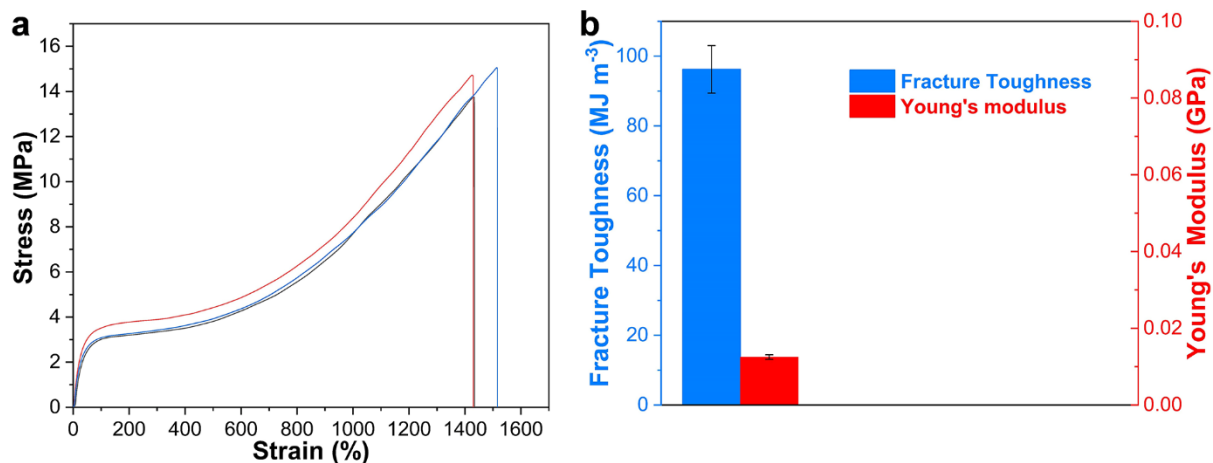 a
16
14
12
10
8
6
4
2
0
Stress (MPa)
0 200 400 600 800 1000 1200 1400 1600
Strain (%)
b
100
80
60
40
20
0
Fracture Toughness (MJ m⁻³)
Fracture Toughness
Young's modulus
0.10
0.08
0.06
0.04
0.02
0.00
Young's Modulus (GPa)